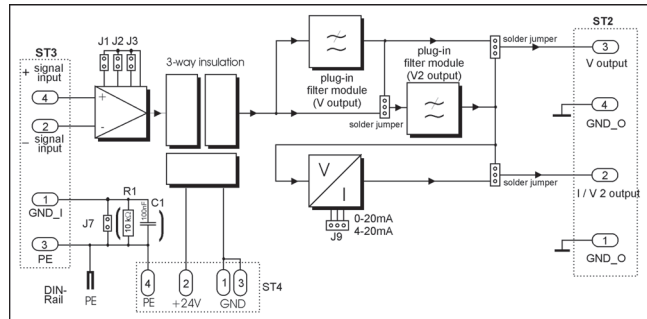 ST3
+ signal
input
4
2
– signal
input
1
GND_I
3
PE
J1 J2 J3
+
-
3-way insulation
J7
R1
10 kΩ
100nF
C1
DIN-
Rail
PE
4
PE
2
+24V
1
3
GND
ST4
plug-in
filter module
(V output)
plug-in
filter module
(V2 output)
solder jumper
solder jumper
solder jumper
V
I
0-20mA
4-20mA
J9
ST2
3
V output
4
GND_O
2
I / V 2 output
1
GND_O